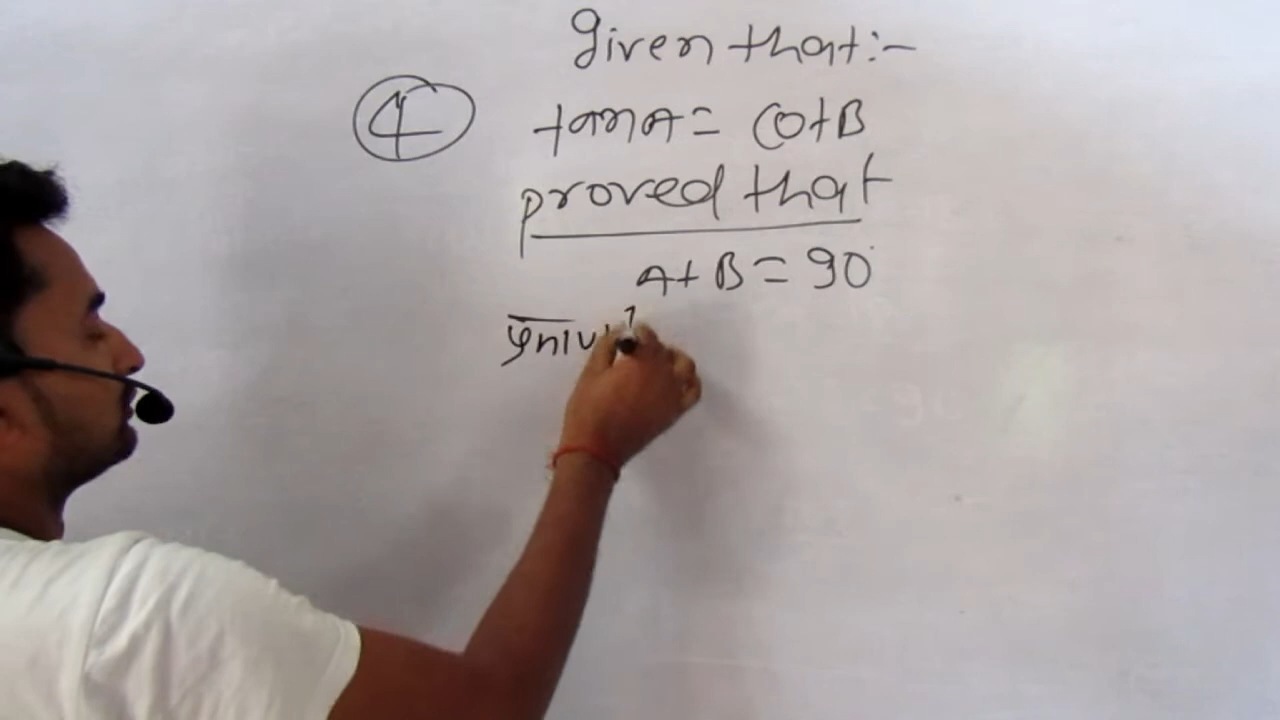 Given that:-
4 tanA = cotB
proved that
A+B = 90°